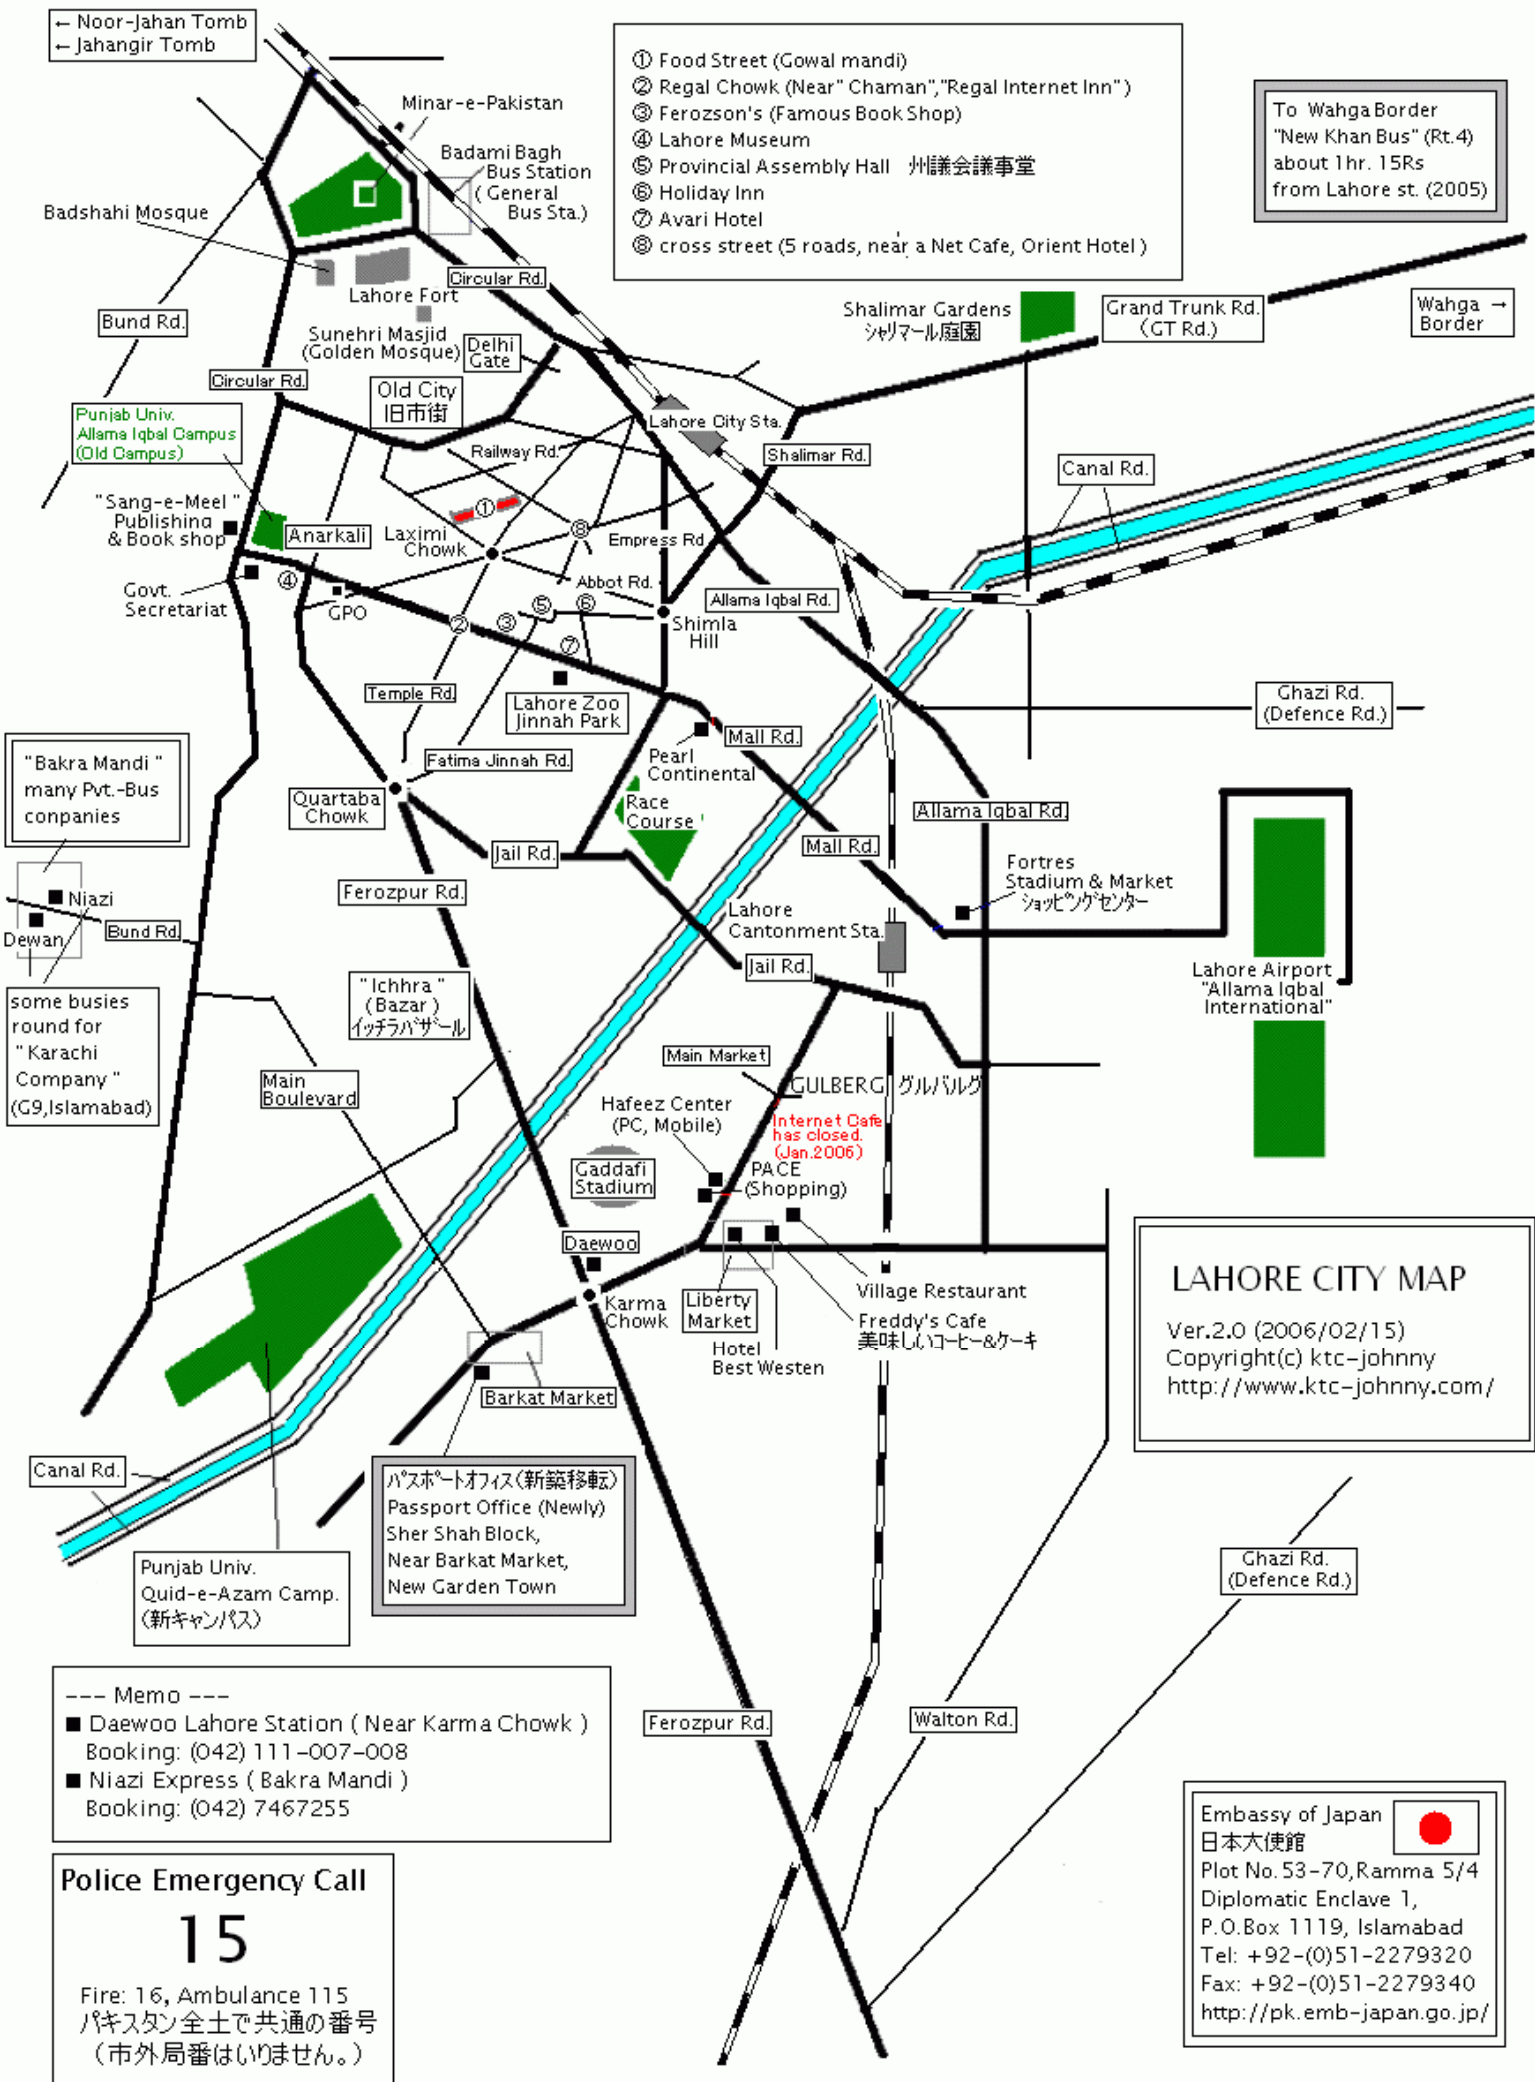 ← Noor-Jahan Tomb
← Jahangir Tomb
① Food Street (Gowal mandi)
② Regal Chowk (Near" Chaman","Regal Internet Inn")
③ Ferozson's (Famous Book Shop)
④ Lahore Museum
⑤ Provincial Assembly Hall 州議会議事堂
⑥ Holiday Inn
⑦ Avari Hotel
⑧ cross street (5 roads, near a Net Cafe, Orient Hotel)
To Wahga Border
"New Khan Bus" (Rt.4)
about 1hr. 15Rs
from Lahore st. (2005)
Minar-e-Pakistan
Badami Bagh
Bus Station
( General
Bus Sta.)
Badshahi Mosque
Circular Rd.
Lahore Fort
Bund Rd.
Sunehri Masjid
(Golden Mosque)
Delhi
Gate
Shalimar Gardens
シャリマール庭園
Grand Trunk Rd.
(GT Rd.)
Wahga →
Border
Circular Rd.
Old City
旧市街
Punjab Univ.
Allama Iqbal Campus
(Old Campus)
Lahore City Sta.
Railway Rd.
Shalimar Rd.
Canal Rd.
"Sang-e-Meel "
Publishing
& Book shop
Anarkali
①
Laximi
Chowk
⑧
Empress Rd
Abbot Rd.
④
Govt.
Secretariat
GPO
②
③
⑤
⑥
⑦
Allama Iqbal Rd.
Shimla
Hill
Temple Rd.
Lahore Zoo
Jinnah Park
Ghazi Rd.
(Defence Rd.)
Mall Rd.
Pearl
Continental
Fatima Jinnah Rd.
"Bakra Mandi "
many Pvt.-Bus
conpanies
Quartaba
Chowk
Race
Course
Allama Iqbal Rd.
Mall Rd.
Jail Rd.
Fortres
Stadium & Market
ショッピングセンター
Ferozpur Rd.
Niazi
Dewan
Bund Rd.
Lahore
Cantonment Sta.
Jail Rd.
Lahore Airport
"Allama Iqbal
International"
some busies
round for
"Karachi
Company "
(G9,Islamabad)
"Ichhra "
(Bazar )
イッチラバザール
Main
Boulevard
Main Market
GULBERG グルバルグ
Hafeez Center
(PC, Mobile)
Internet Cafe
has closed.
(Jan.2006)
Gaddafi
Stadium
PACE
(Shopping)
Daewoo
Karma
Chowk
Liberty
Market
Village Restaurant
Freddy's Cafe
美味しいコーヒー&ケーキ
Hotel
Best Westen
LAHORE CITY MAP
Ver.2.0 (2006/02/15)
Copyright(c) ktc-johnny
http://www.ktc-johnny.com/
Barkat Market
Canal Rd.
パスポートオフィス(新築移転)
Passport Office (Newly)
Sher Shah Block,
Near Barkat Market,
New Garden Town
Punjab Univ.
Quid-e-Azam Camp.
(新キャンパス)
Ghazi Rd.
(Defence Rd.)
--- Memo ---
■ Daewoo Lahore Station ( Near Karma Chowk )
Booking: (042) 111-007-008
■ Niazi Express ( Bakra Mandi )
Booking: (042) 7467255
Ferozpur Rd.
Walton Rd.
Police Emergency Call
15
Fire: 16, Ambulance 115
パキスタン全土で共通の番号
(市外局番はいりません。)
Embassy of Japan
日本大使館
Plot No.53-70,Ramma 5/4
Diplomatic Enclave 1,
P.O.Box 1119, Islamabad
Tel: +92-(0)51-2279320
Fax: +92-(0)51-2279340
http://pk.emb-japan.go.jp/